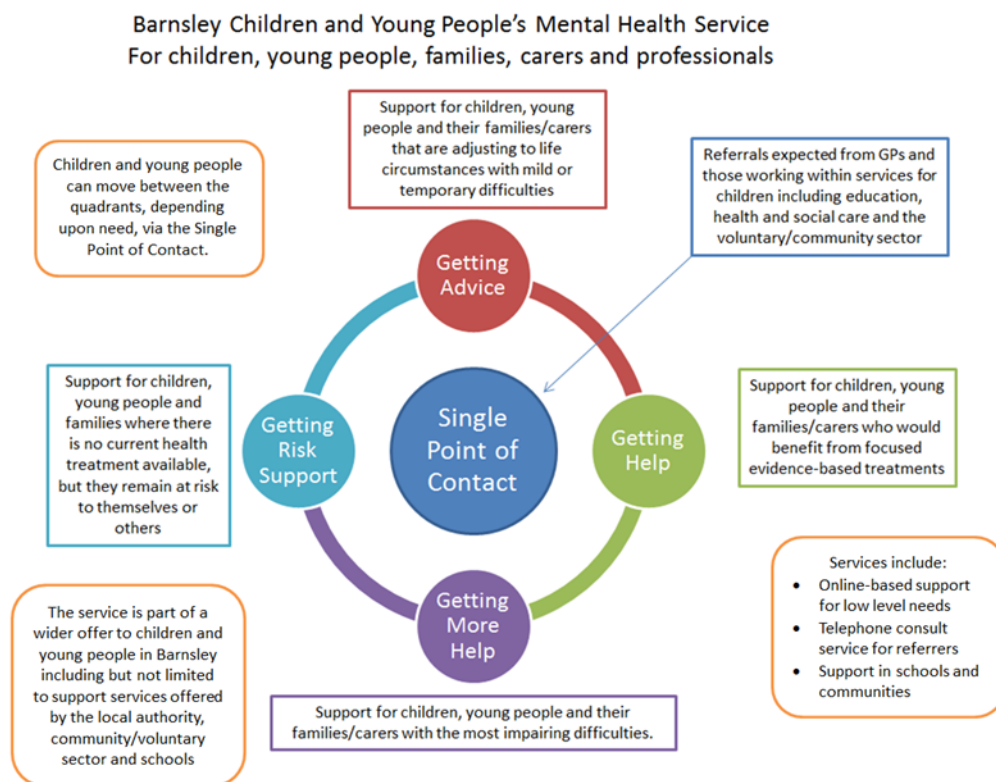 Barnsley Children and Young People's Mental Health Service
For children, young people, families, carers and professionals
Support for children, young
people and their families/carers
that are adjusting to life
circumstances with mild or
temporary difficulties
Children and young people
can move between the
quadrants, depending
upon need, via the Single
Point of Contact.
Referrals expected from GPs and
those working within services for
children including education,
health and social care and the
voluntary/community sector
Getting
Advice
Support for children,
young people and
families where there
is no current health
treatment available,
but they remain at risk
to themselves or
others
Getting
Risk
Support
Single
Point of
Contact
Getting
Help
Support for children, young
people and their
families/carers who would
benefit from focused
evidence-based treatments
Getting
More
Help
Services include:
• Online-based support
for low level needs
• Telephone consult
service for referrers
• Support in schools and
communities
The service is part of a
wider offer to children and
young people in Barnsley
including but not limited
to support services offered
by the local authority,
community/voluntary
sector and schools
Support for children, young people and their
families/carers with the most impairing difficulties.